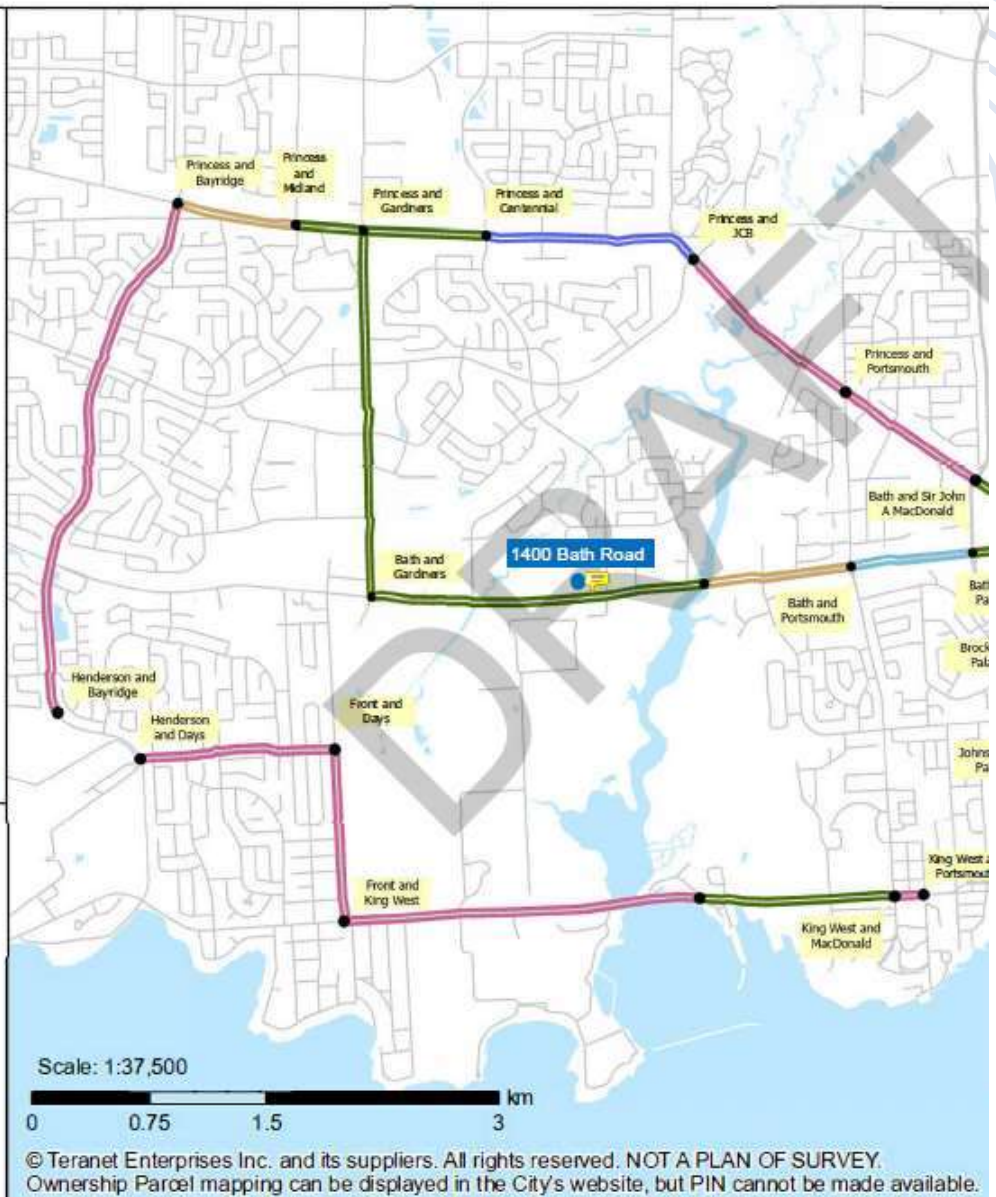 Princess and
Bayridge
Princess
and
Midland
Princess and
Gardiners
Princess and
Centennial
Princess and
JCB
Princess and
Portsmouth
Bath and Sir John
A MacDonald
Bath and
Gardiners
1400 Bath Road
Bath and
Portsmouth
Henderson and
Bayridge
Henderson
and Days
Front and
Days
Front and
King West
King West a
Portsmout
King West and
MacDonald
DRAFT
Scale: 1:37,500
km
0 0.75 1.5 3
© Teranet Enterprises Inc. and its suppliers. All rights reserved. NOT A PLAN OF SURVEY.
Ownership Parcel mapping can be displayed in the City's website, but PIN cannot be made available.